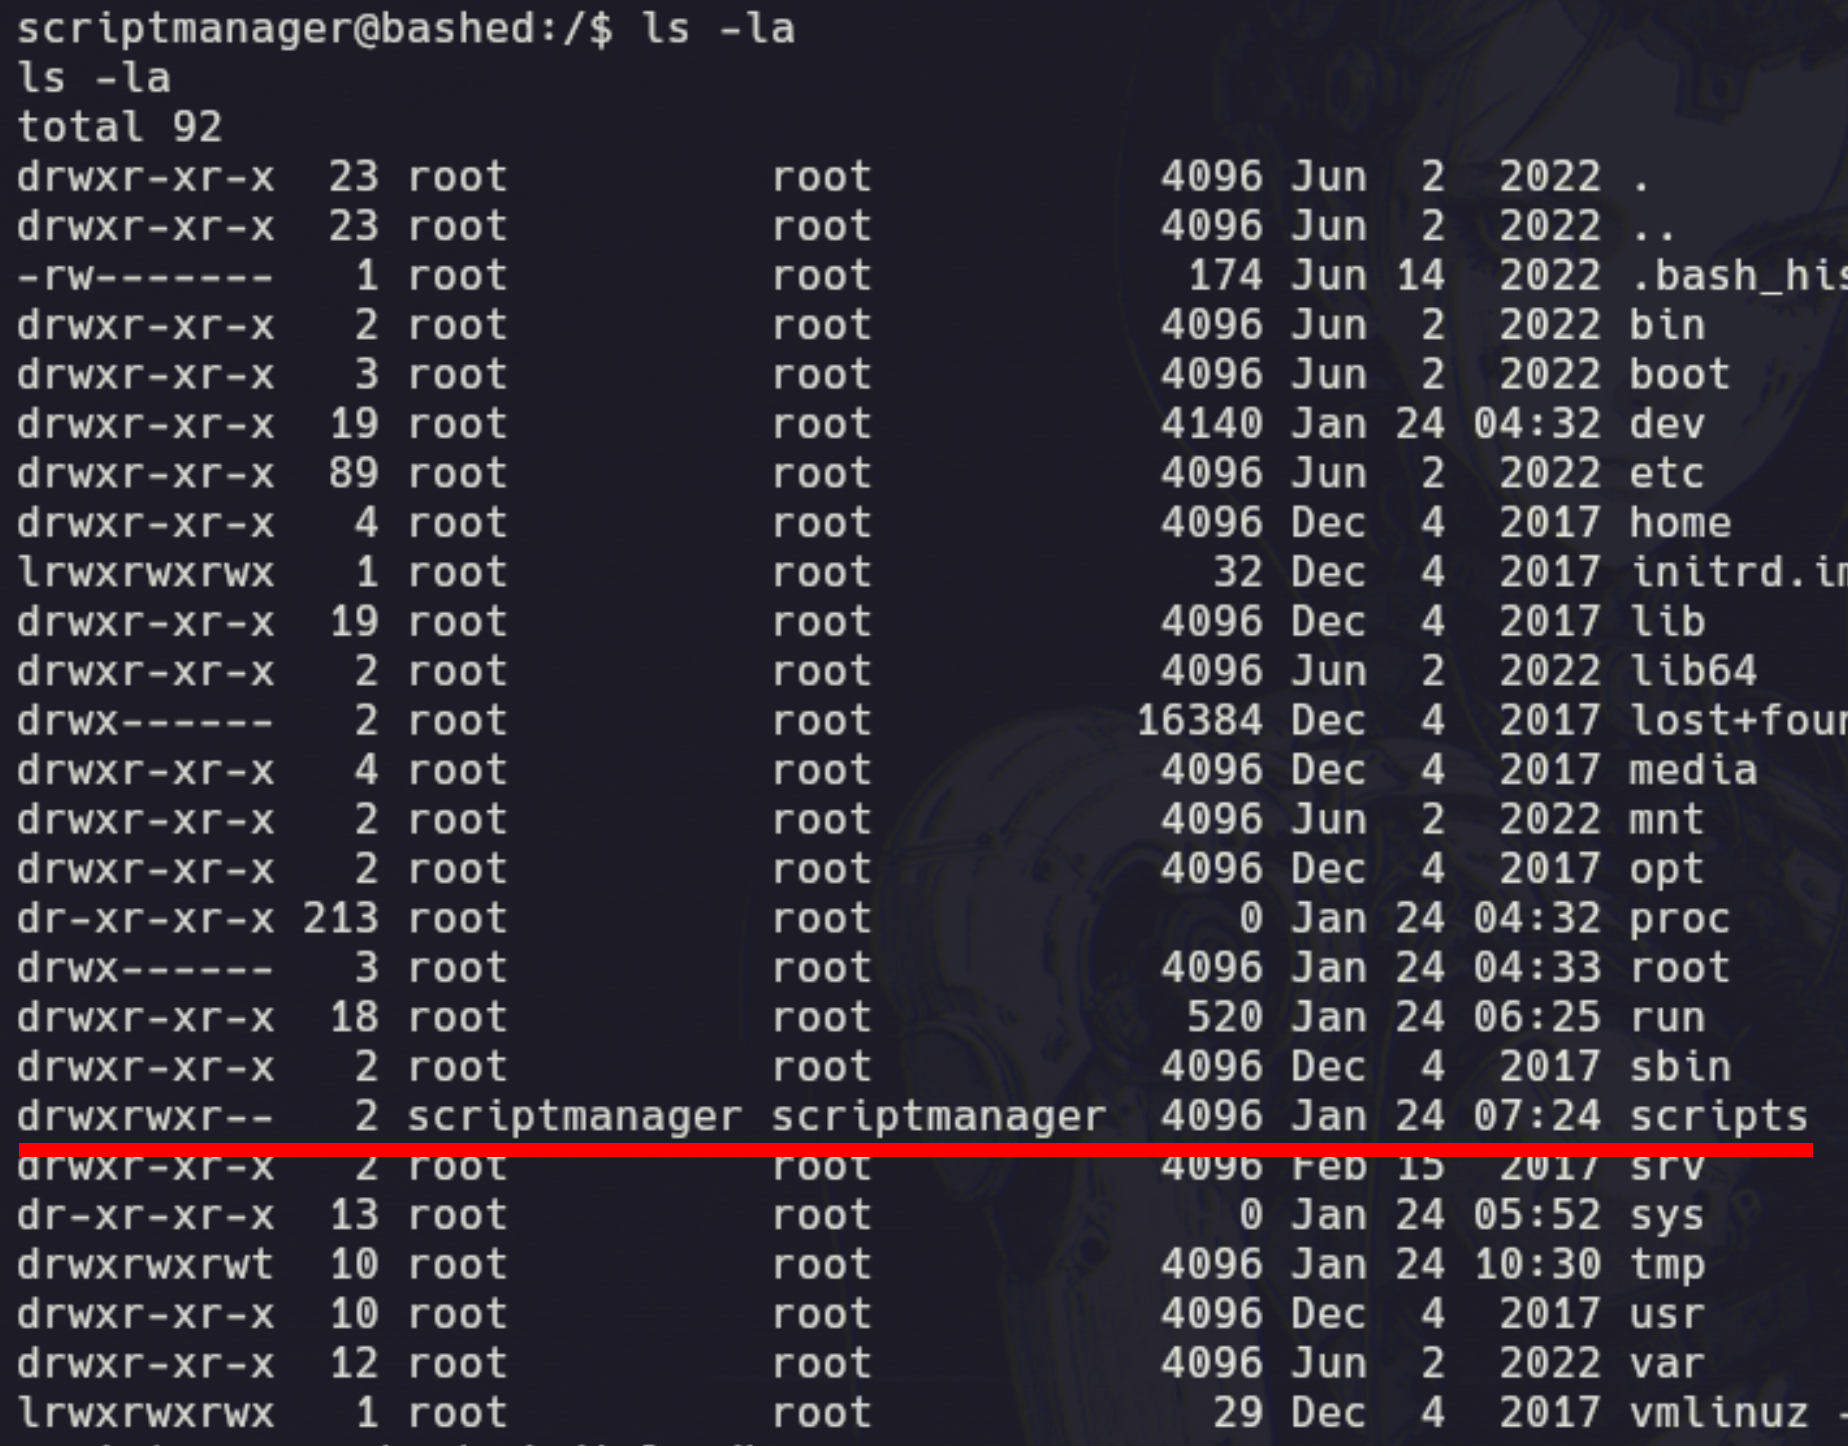 scriptmanager@bashed:/$ ls -la
ls -la
total 92
drwxr-xr-x  23 root          root           4096 Jun  2  2022 .
drwxr-xr-x  23 root          root           4096 Jun  2  2022 ..
-rw-------   1 root          root            174 Jun 14  2022 .bash_his
drwxr-xr-x   2 root          root           4096 Jun  2  2022 bin
drwxr-xr-x   3 root          root           4096 Jun  2  2022 boot
drwxr-xr-x  19 root          root           4140 Jan 24 04:32 dev
drwxr-xr-x  89 root          root           4096 Jun  2  2022 etc
drwxr-xr-x   4 root          root           4096 Dec  4  2017 home
lrwxrwxrwx   1 root          root             32 Dec  4  2017 initrd.im
drwxr-xr-x  19 root          root           4096 Dec  4  2017 lib
drwxr-xr-x   2 root          root           4096 Jun  2  2022 lib64
drwx------   2 root          root          16384 Dec  4  2017 lost+foun
drwxr-xr-x   4 root          root           4096 Dec  4  2017 media
drwxr-xr-x   2 root          root           4096 Jun  2  2022 mnt
drwxr-xr-x   2 root          root           4096 Dec  4  2017 opt
dr-xr-xr-x 213 root          root              0 Jan 24 04:32 proc
drwx------   3 root          root           4096 Jan 24 04:33 root
drwxr-xr-x  18 root          root            520 Jan 24 06:25 run
drwxr-xr-x   2 root          root           4096 Dec  4  2017 sbin
drwxrwxr--   2 scriptmanager scriptmanager  4096 Jan 24 07:24 scripts
drwxr-xr-x   2 root          root           4096 Feb 15  2017 srv
dr-xr-xr-x  13 root          root              0 Jan 24 05:52 sys
drwxrwxrwt  10 root          root           4096 Jan 24 10:30 tmp
drwxr-xr-x  10 root          root           4096 Dec  4  2017 usr
drwxr-xr-x  12 root          root           4096 Jun  2  2022 var
lrwxrwxrwx   1 root          root             29 Dec  4  2017 vmlinuz -